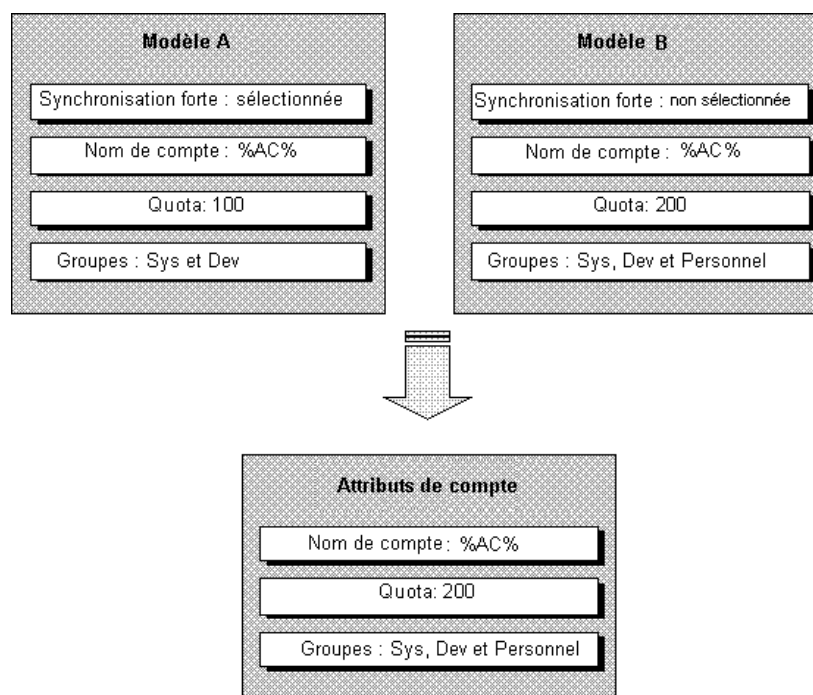 Modèle A
Synchronisation forte : sélectionnée
Nom de compte : %AC%
Quota: 100
Groupes : Sys et Dev
Modèle B
Synchronisation forte : non sélectionnée
Nom de compte : %AC%
Quota: 200
Groupes : Sys, Dev et Personnel
Attributs de compte
Nom de compte : %AC%
Quota: 200
Groupes : Sys, Dev et Personnel